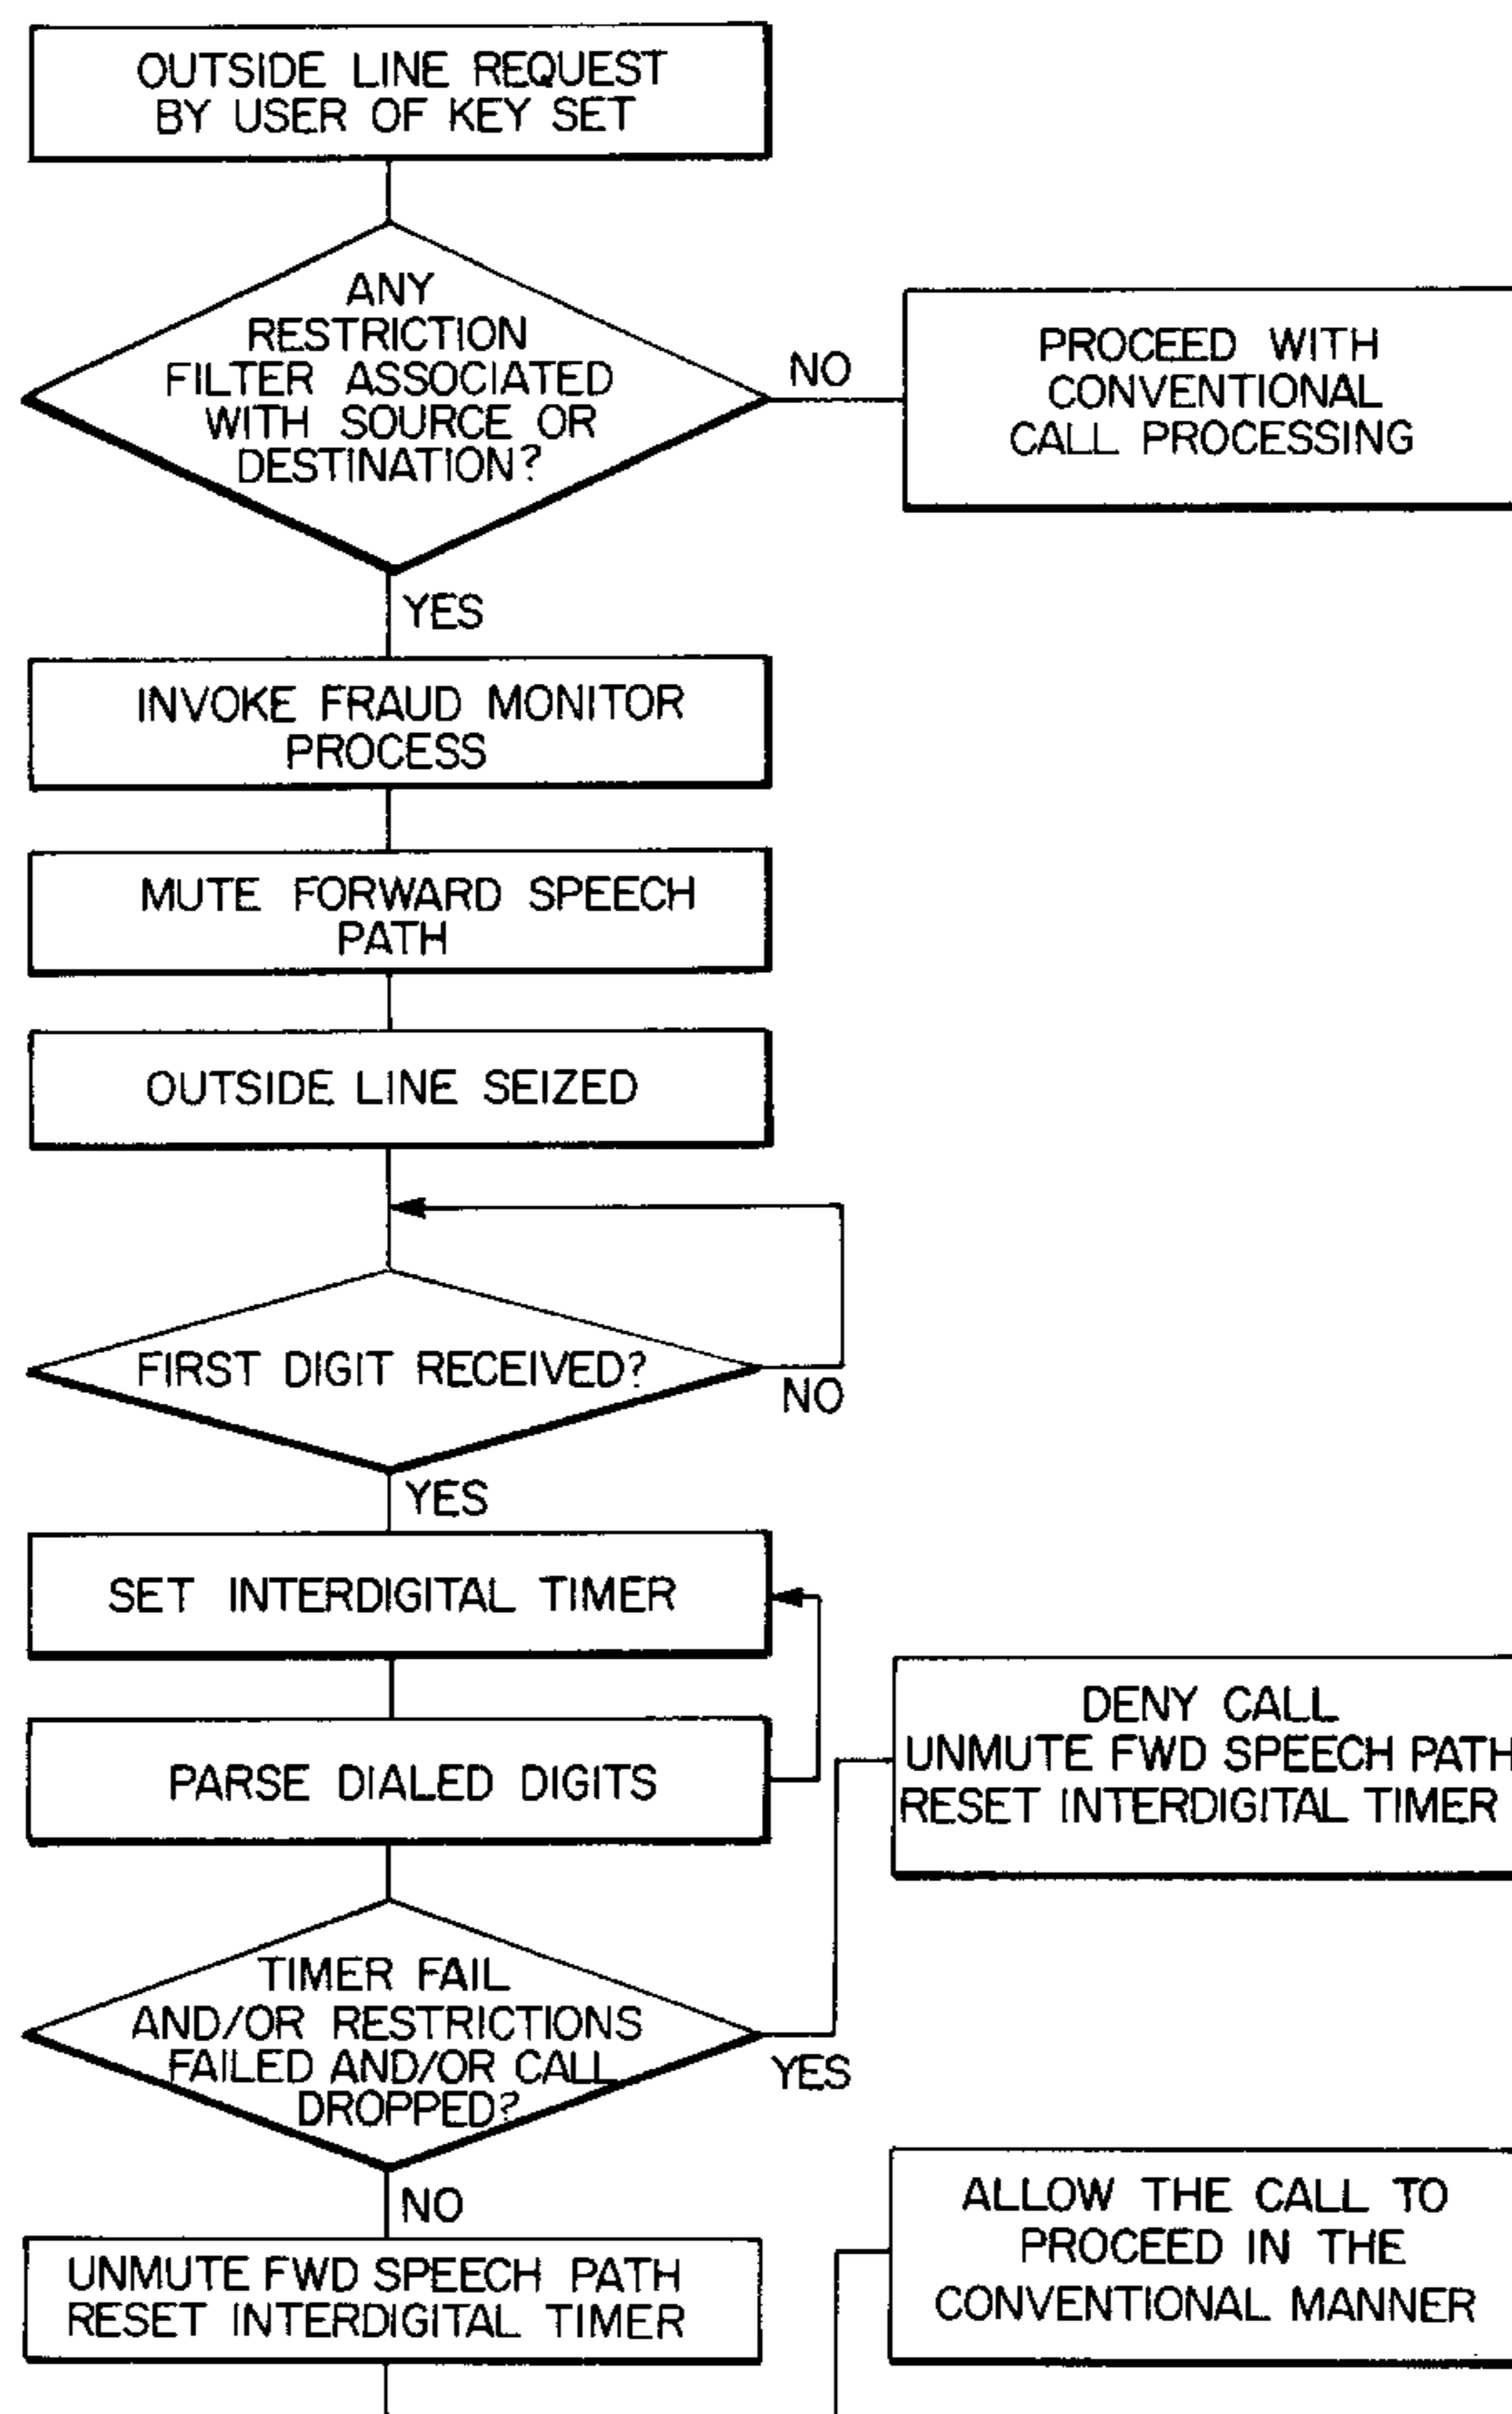 OUTSIDE LINE REQUEST
BY USER OF KEY SET
ANY
RESTRICTION
FILTER ASSOCIATED
WITH SOURCE OR
DESTINATION?
NO
PROCEED WITH
CONVENTIONAL
CALL PROCESSING
YES
INVOKE FRAUD MONITOR
PROCESS
MUTE FORWARD SPEECH
PATH
OUTSIDE LINE SEIZED
FIRST DIGIT RECEIVED?
NO
YES
SET INTERDIGITAL TIMER
PARSE DIALED DIGITS
DENY CALL
UNMUTE FWD SPEECH PATH
RESET INTERDIGITAL TIMER
TIMER FAIL
AND/OR RESTRICTIONS
FAILED AND/OR CALL
DROPPED?
YES
NO
UNMUTE FWD SPEECH PATH
RESET INTERDIGITAL TIMER
ALLOW THE CALL TO
PROCEED IN THE
CONVENTIONAL MANNER